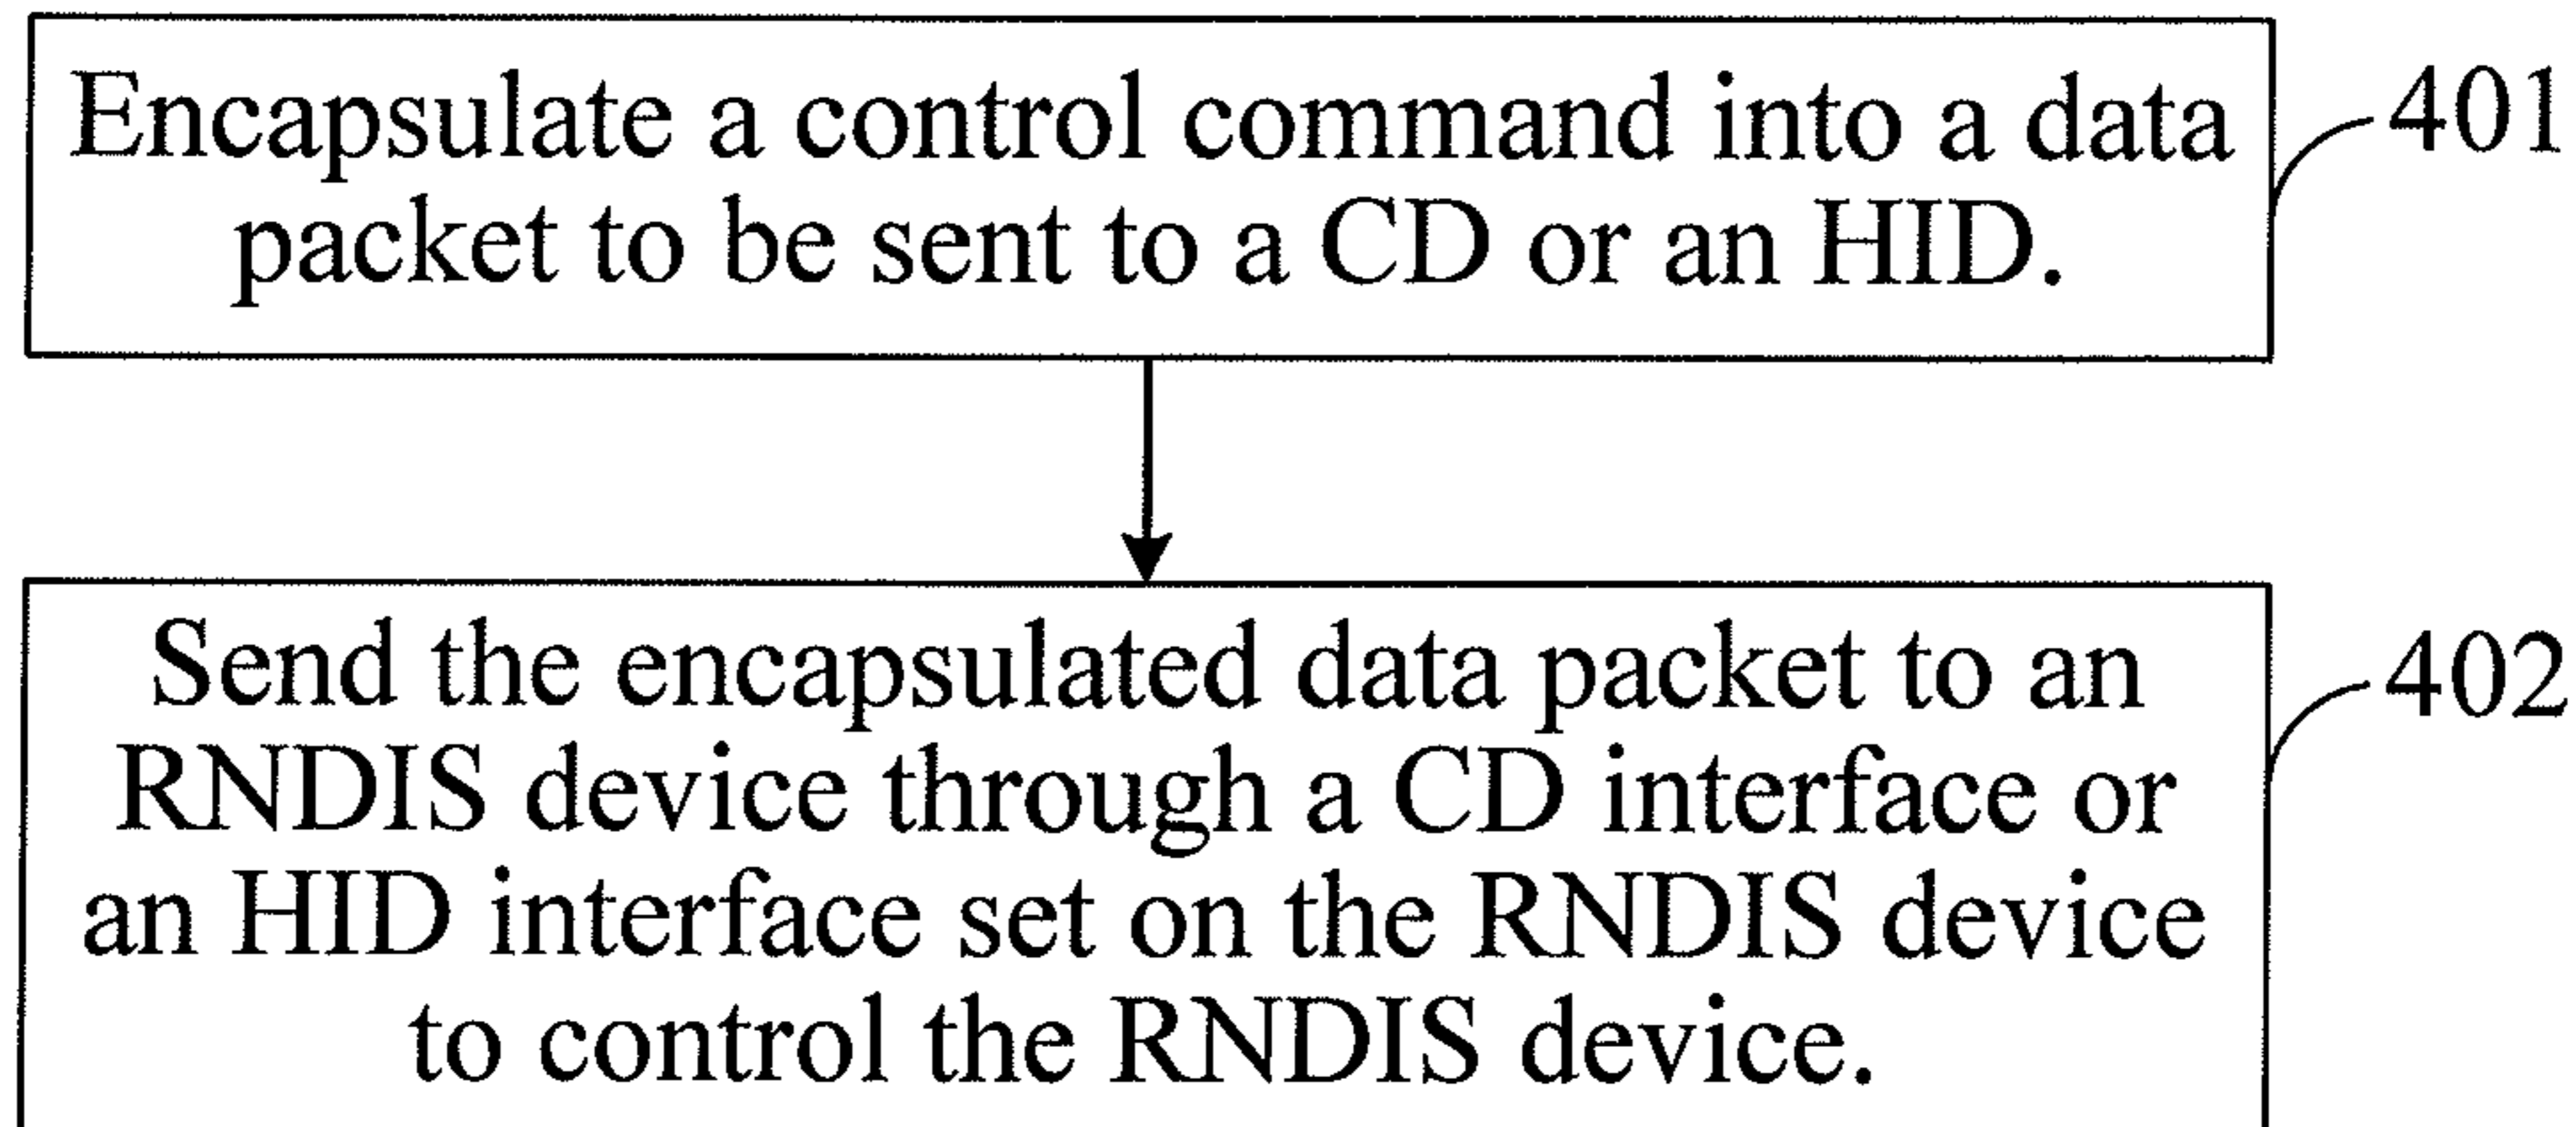 Encapsulate a control command into a data
packet to be sent to a CD or an HID.
401
Send the encapsulated data packet to an
RNDIS device through a CD interface or
an HID interface set on the RNDIS device
to control the RNDIS device.
402